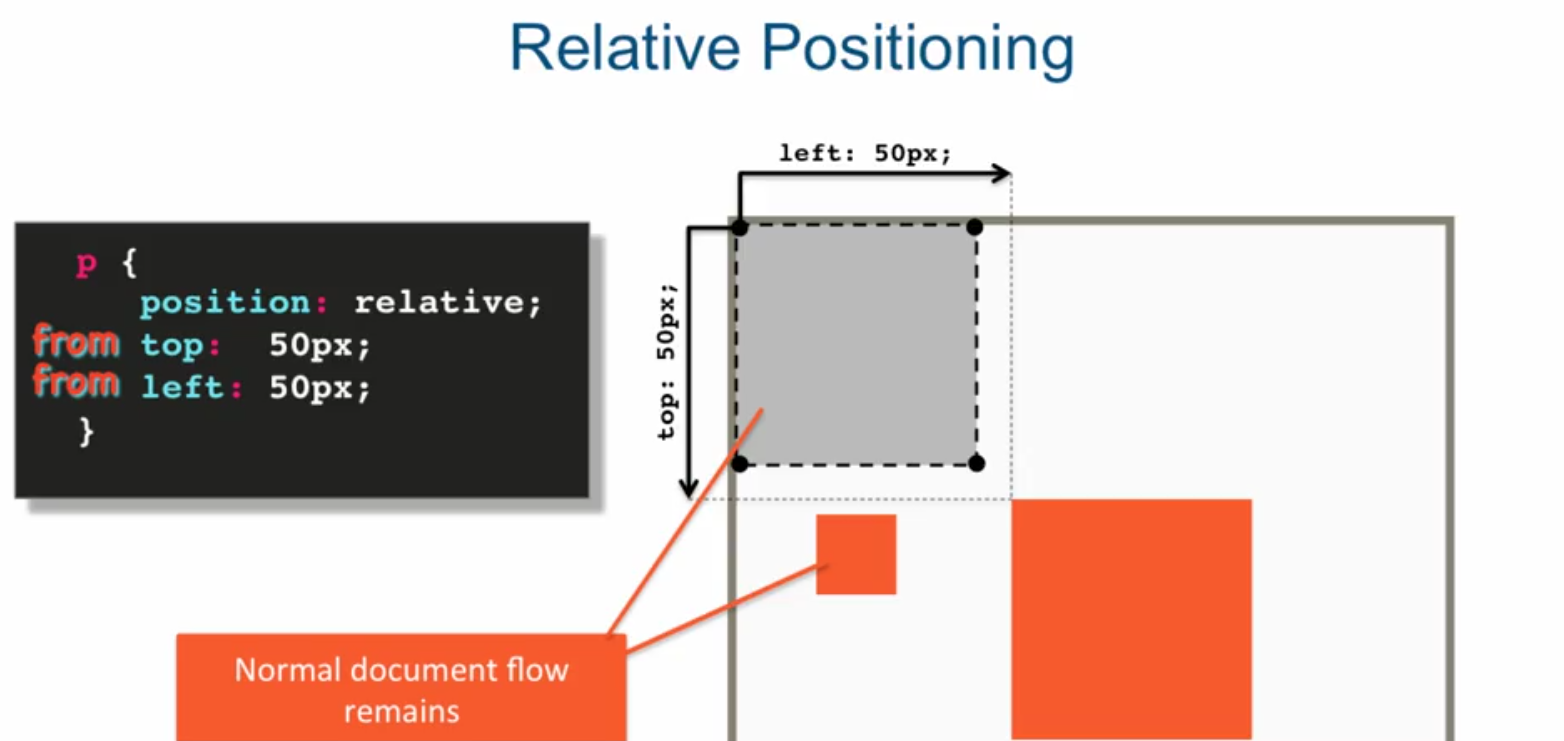 Relative Positioning
left: 50px;
p {
position: relative;
from top: 50px;
from left: 50px;
}
top: 50px;
Normal document flow
remains